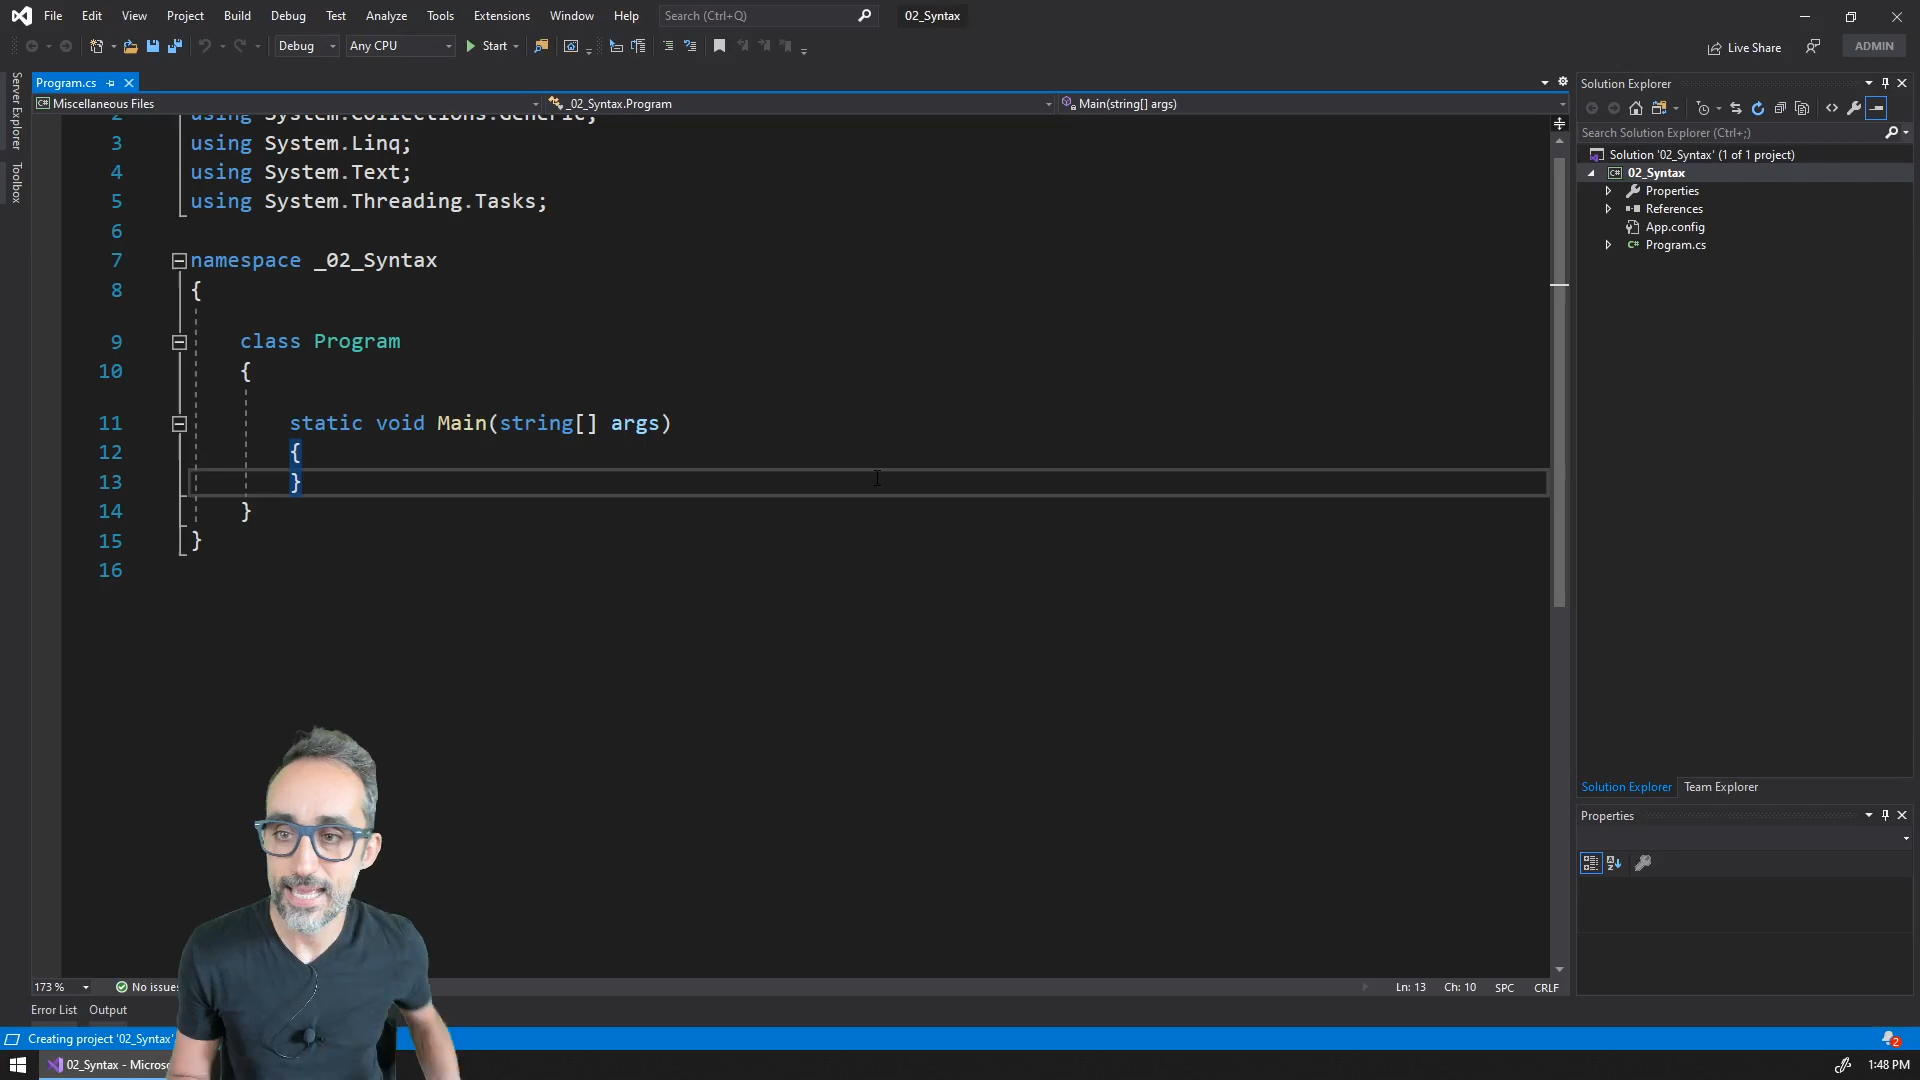 File Edit View Project Build Debug Test Analyze Tools Extensions Window Help Search (Ctrl+Q) 02_Syntax
Debug Any CPU Start Live Share ADMIN
Server Explorer
Toolbox
Program.cs
Miscellaneous Files _02_Syntax.Program Main(string[] args)
2 using System.Collections.Generic;
3 using System.Linq;
4 using System.Text;
5 using System.Threading.Tasks;
6
7 namespace _02_Syntax
8 {
9 class Program
10 {
11 static void Main(string[] args)
12 {
13 }
14 }
15 }
16
173 % No issues Ln: 13 Ch: 10 SPC CRLF
Error List Output
Solution Explorer
Search Solution Explorer (Ctrl+;)
Solution '02_Syntax' (1 of 1 project)
02_Syntax
Properties
References
App.config
Program.cs
Solution Explorer Team Explorer
Properties
Creating project '02_Syntax' 2
02_Syntax - Micros 1:48 PM